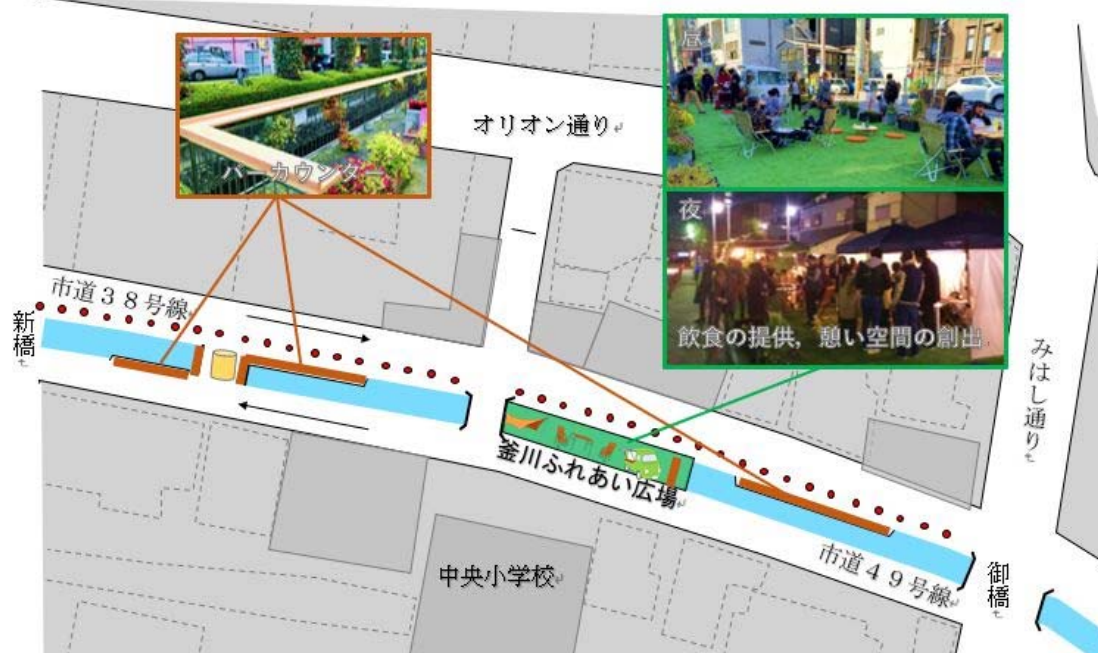 昼
オリオン通り
バーカウンター
夜
市道38号線
新橋
飲食の提供, 憩い空間の創出
みはし通り
釜川ふれあい広場
市道49号線
中央小学校
御橋